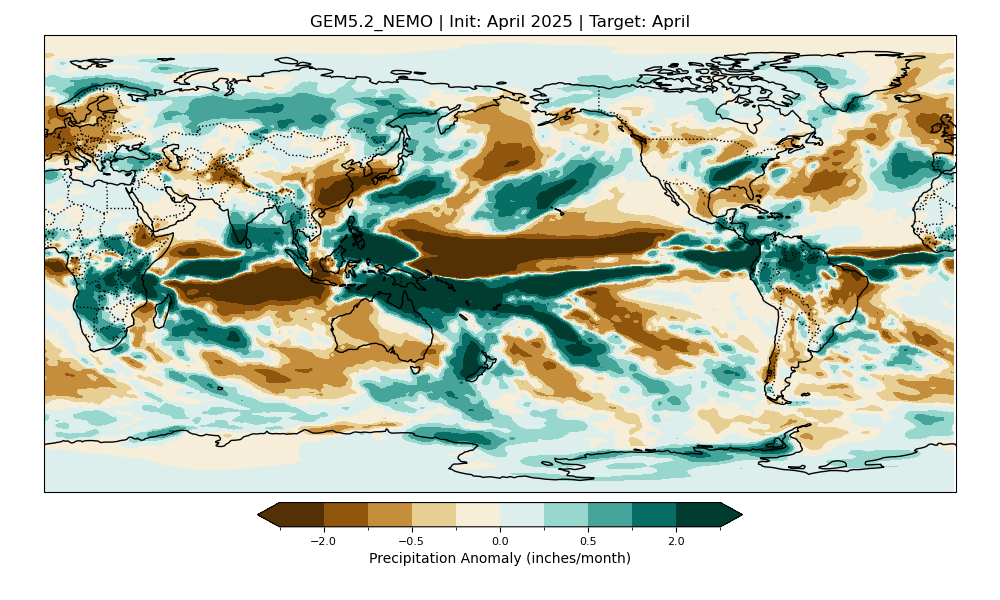 GEM5.2_NEMO | Init: April 2025 | Target: April
−2.0 −0.5 0.0 0.5 2.0
Precipitation Anomaly (inches/month)